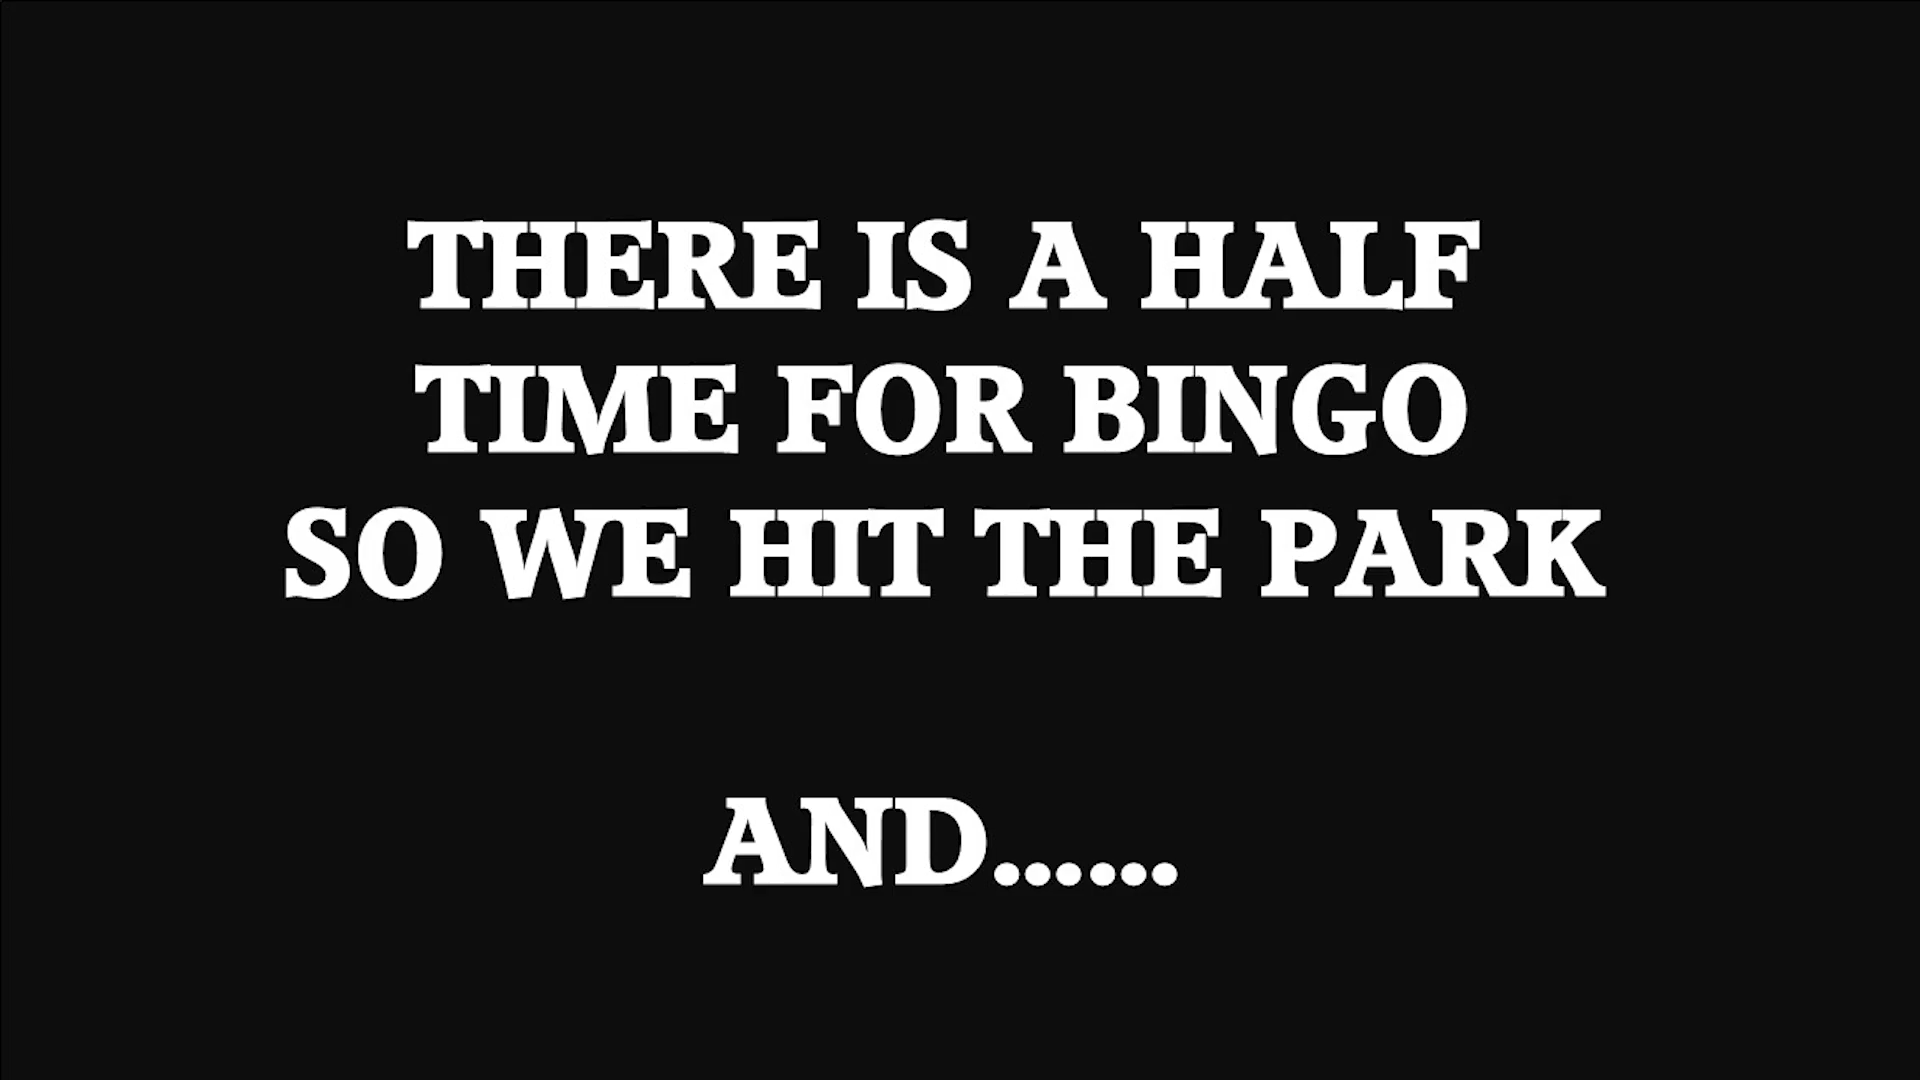 THERE IS A HALF
TIME FOR BINGO
SO WE HIT THE PARK
AND......